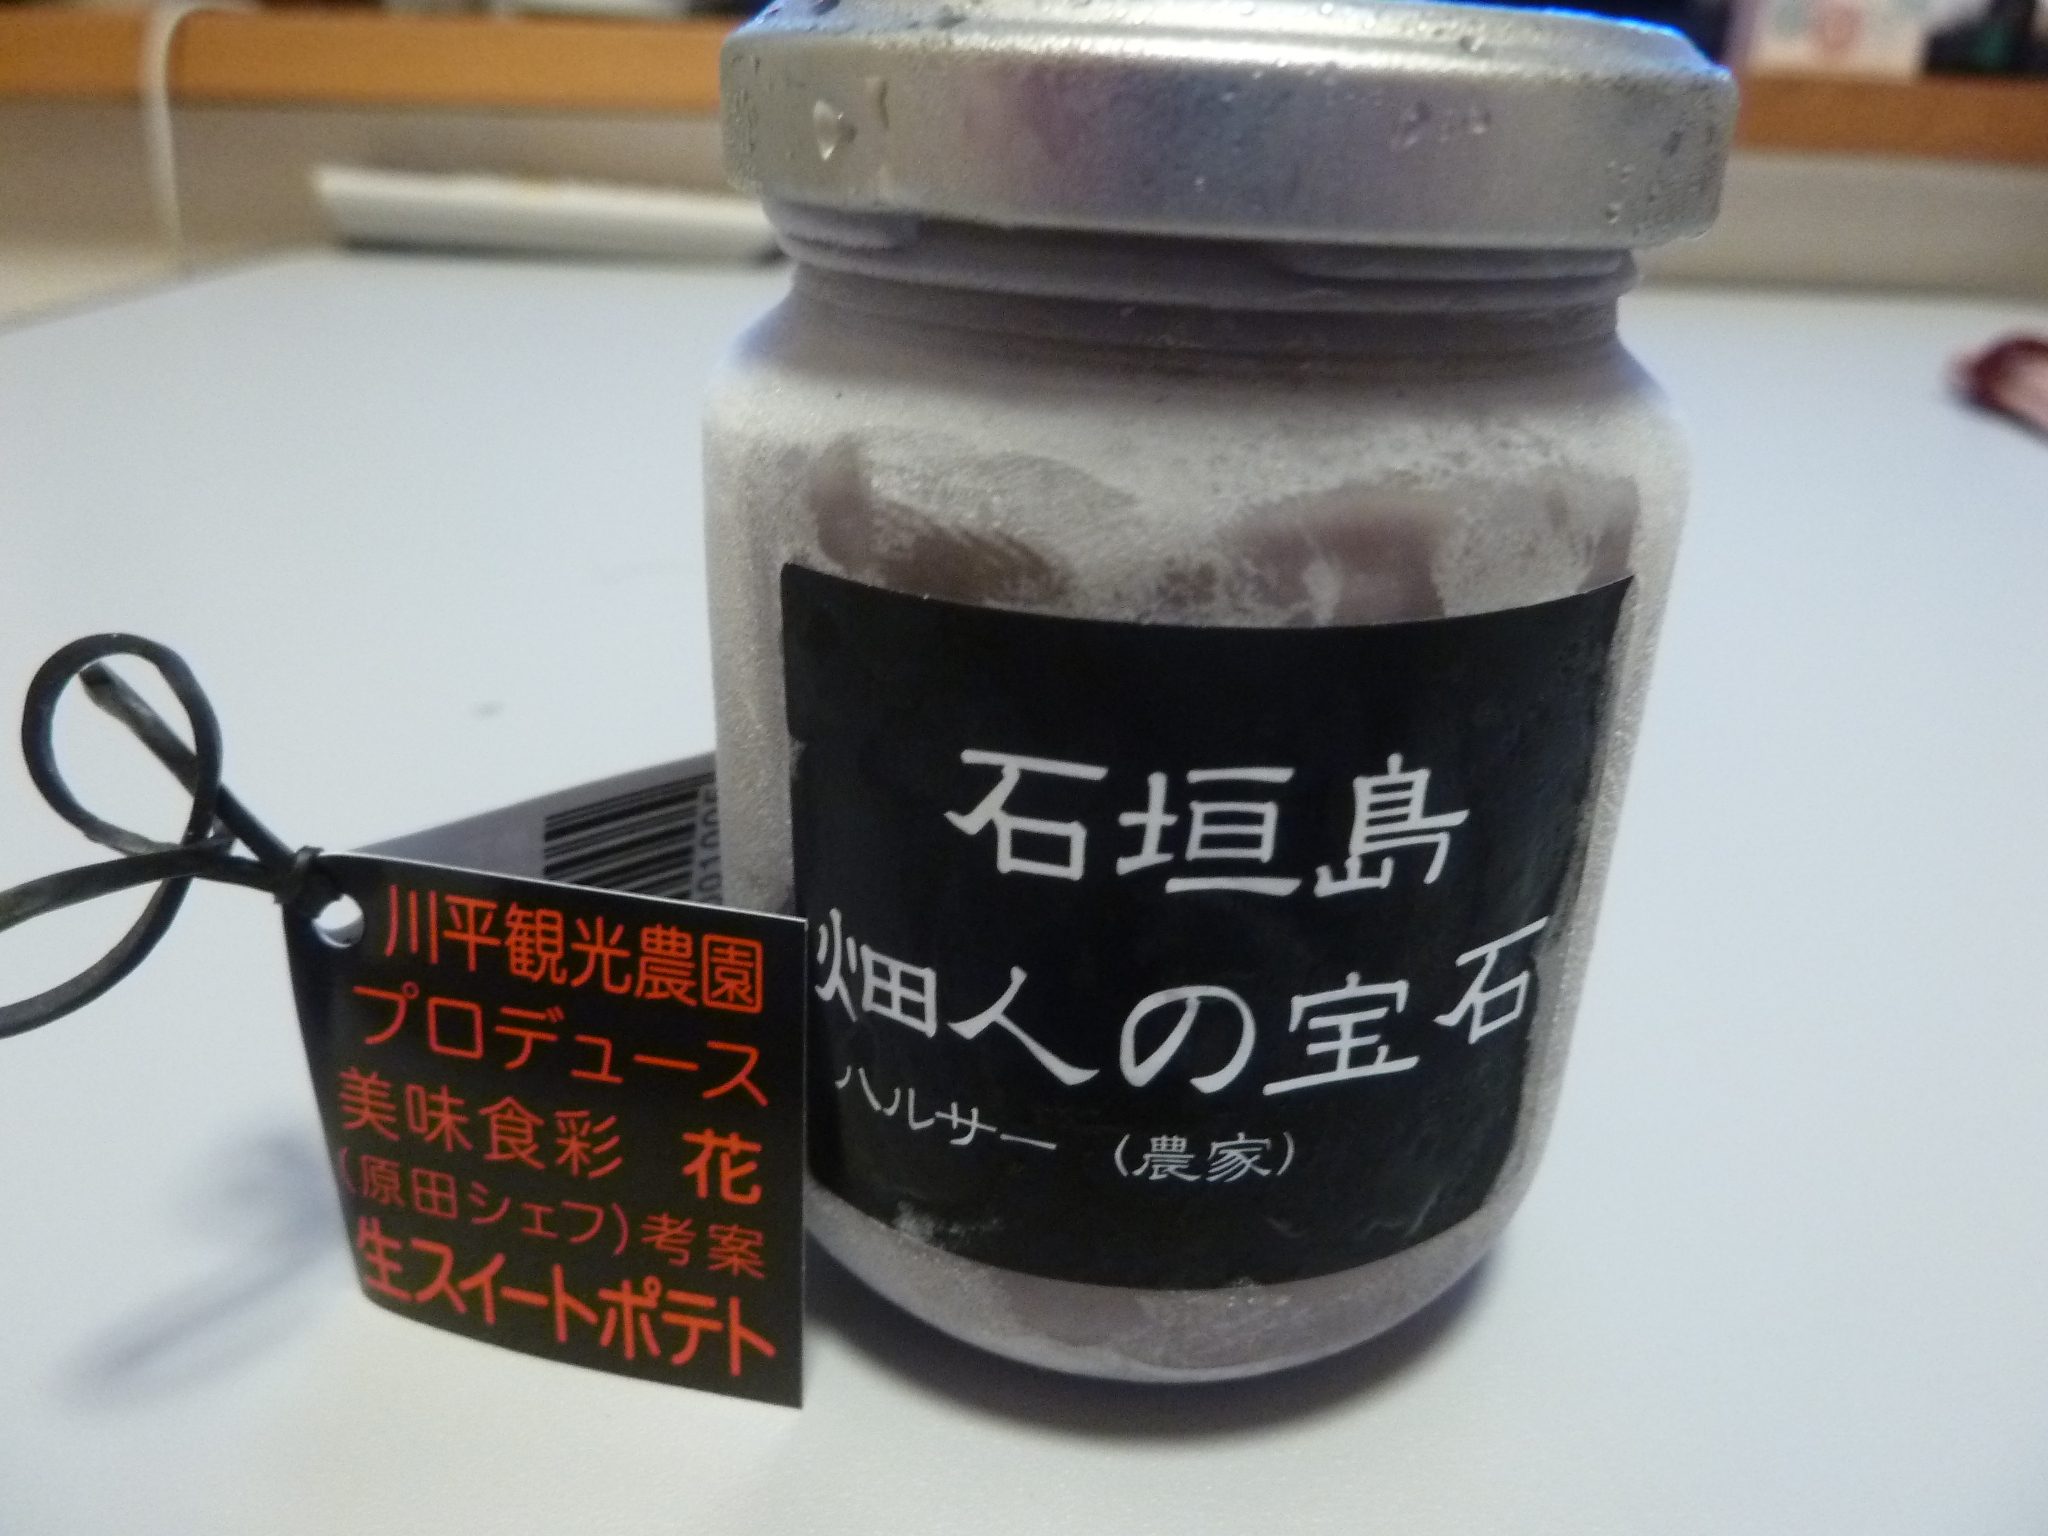 石垣島
畑人の宝石
ハルサー (農家)
川平観光農園
プロデュース
美味食彩 花
(原田シェフ)考案
生スイートポテト